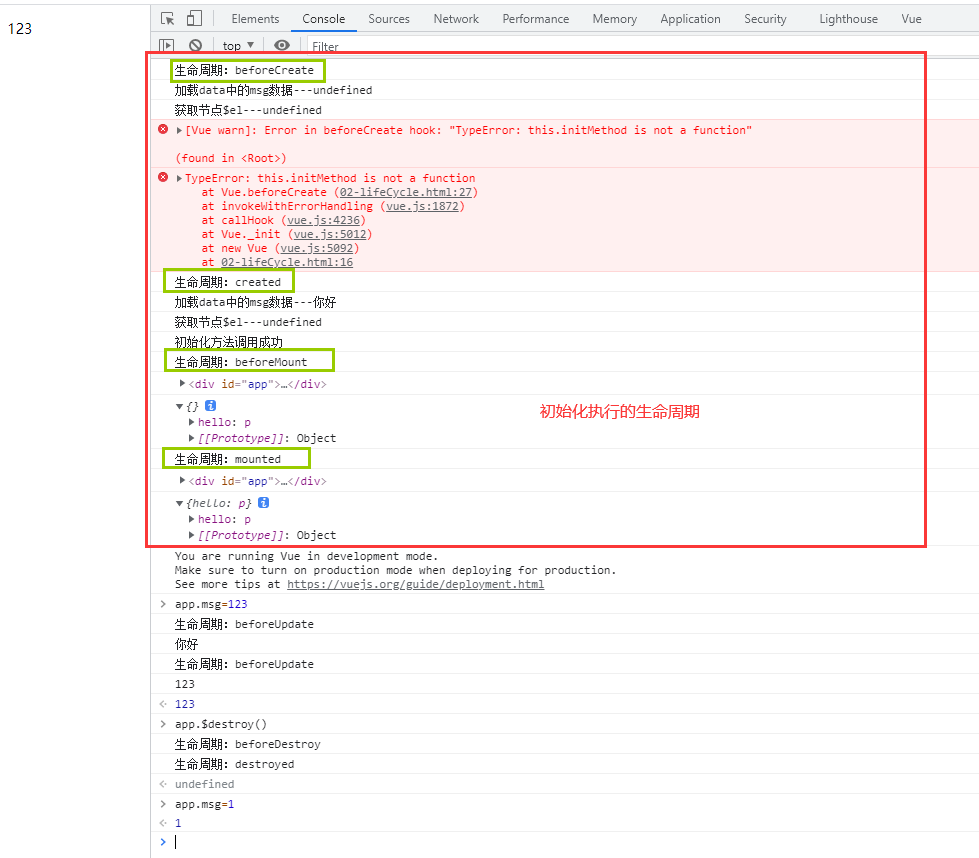 123
Elements Console Sources Network Performance Memory Application Security Lighthouse Vue
top ▼ Filter
生命周期：beforeCreate
加载data中的msg数据---undefined
获取节点$el---undefined
[Vue warn]: Error in beforeCreate hook: "TypeError: this.initMethod is not a function"
(found in <Root>)
TypeError: this.initMethod is not a function
at Vue.beforeCreate (02-lifeCycle.html:27)
at invokeWithErrorHandling (vue.js:1872)
at callHook (vue.js:4236)
at Vue._init (vue.js:5012)
at new Vue (vue.js:5092)
at 02-lifeCycle.html:16
生命周期：created
加载data中的msg数据---你好
获取节点$el---undefined
初始化方法调用成功
生命周期：beforeMount
<div id="app">…</div>
{} i
hello: p
[[Prototype]]: Object
初始化执行的生命周期
生命周期：mounted
<div id="app">…</div>
{hello: p} i
hello: p
[[Prototype]]: Object
You are running Vue in development mode.
Make sure to turn on production mode when deploying for production.
See more tips at https://vuejs.org/guide/deployment.html
> app.msg=123
生命周期：beforeUpdate
你好
生命周期：beforeUpdate
123
123
> app.$destroy()
生命周期：beforeDestroy
生命周期：destroyed
undefined
> app.msg=1
1
>